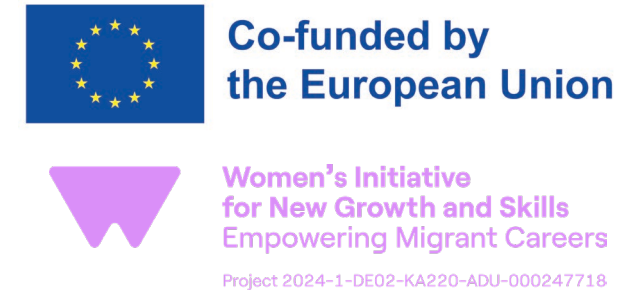 Co-funded by
the European Union
Women's Initiative
for New Growth and Skills
Empowering Migrant Careers
Project 2024-1-DE02-KA220-ADU-000247718